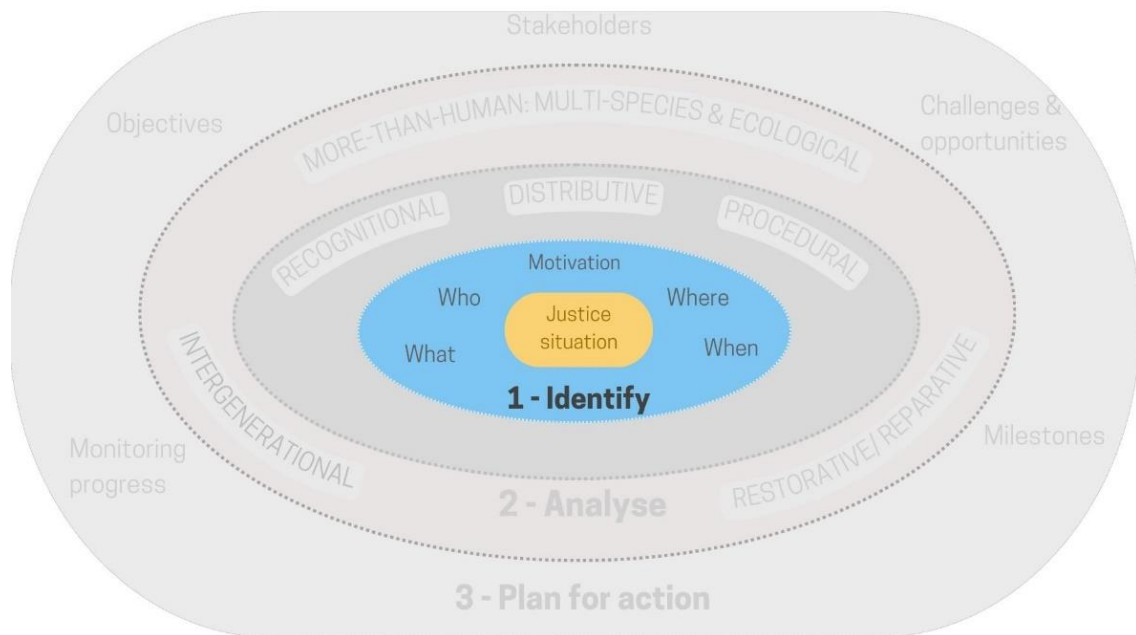 Stakeholders
Objectives
Challenges &
opportunities
MORE-THAN-HUMAN: MULTI-SPECIES & ECOLOGICAL
RECOGNITIONAL
DISTRIBUTIVE
PROCEDURAL
Motivation
Who
Where
Justice
situation
What
When
1 - Identify
INTERGENERATIONAL
RESTORATIVE/REPARATIVE
Monitoring
progress
Milestones
2 - Analyse
3 - Plan for action